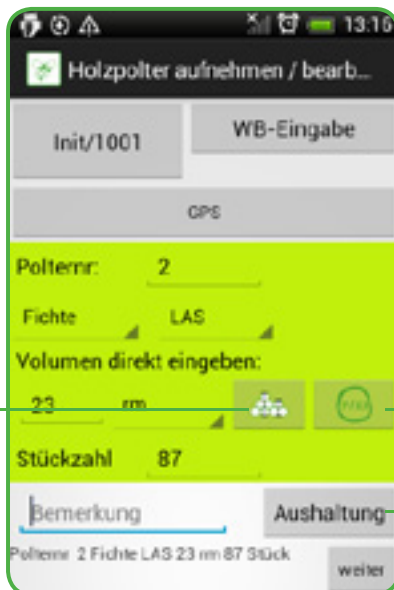 13:16
Holzpolter aufnehmen / bearb...
Init/1001 WB-Eingabe
GPS
Polternr: 2
Fichte LAS
Volumen direkt eingeben:
23 rm
Stückzahl 87
Bemerkung Aushaltung
Polternr 2 Fichte LAS 23 rm 87 Stück
weiter